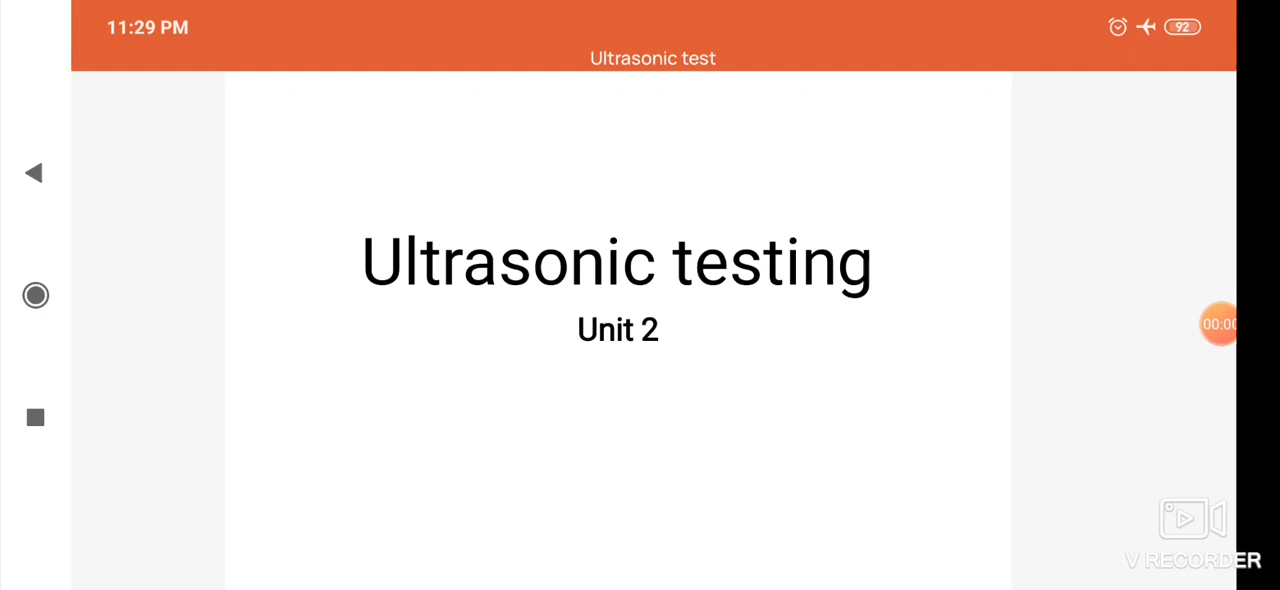 11:29 PM
92
Ultrasonic test
Ultrasonic testing
Unit 2
00:00
V RECORDER